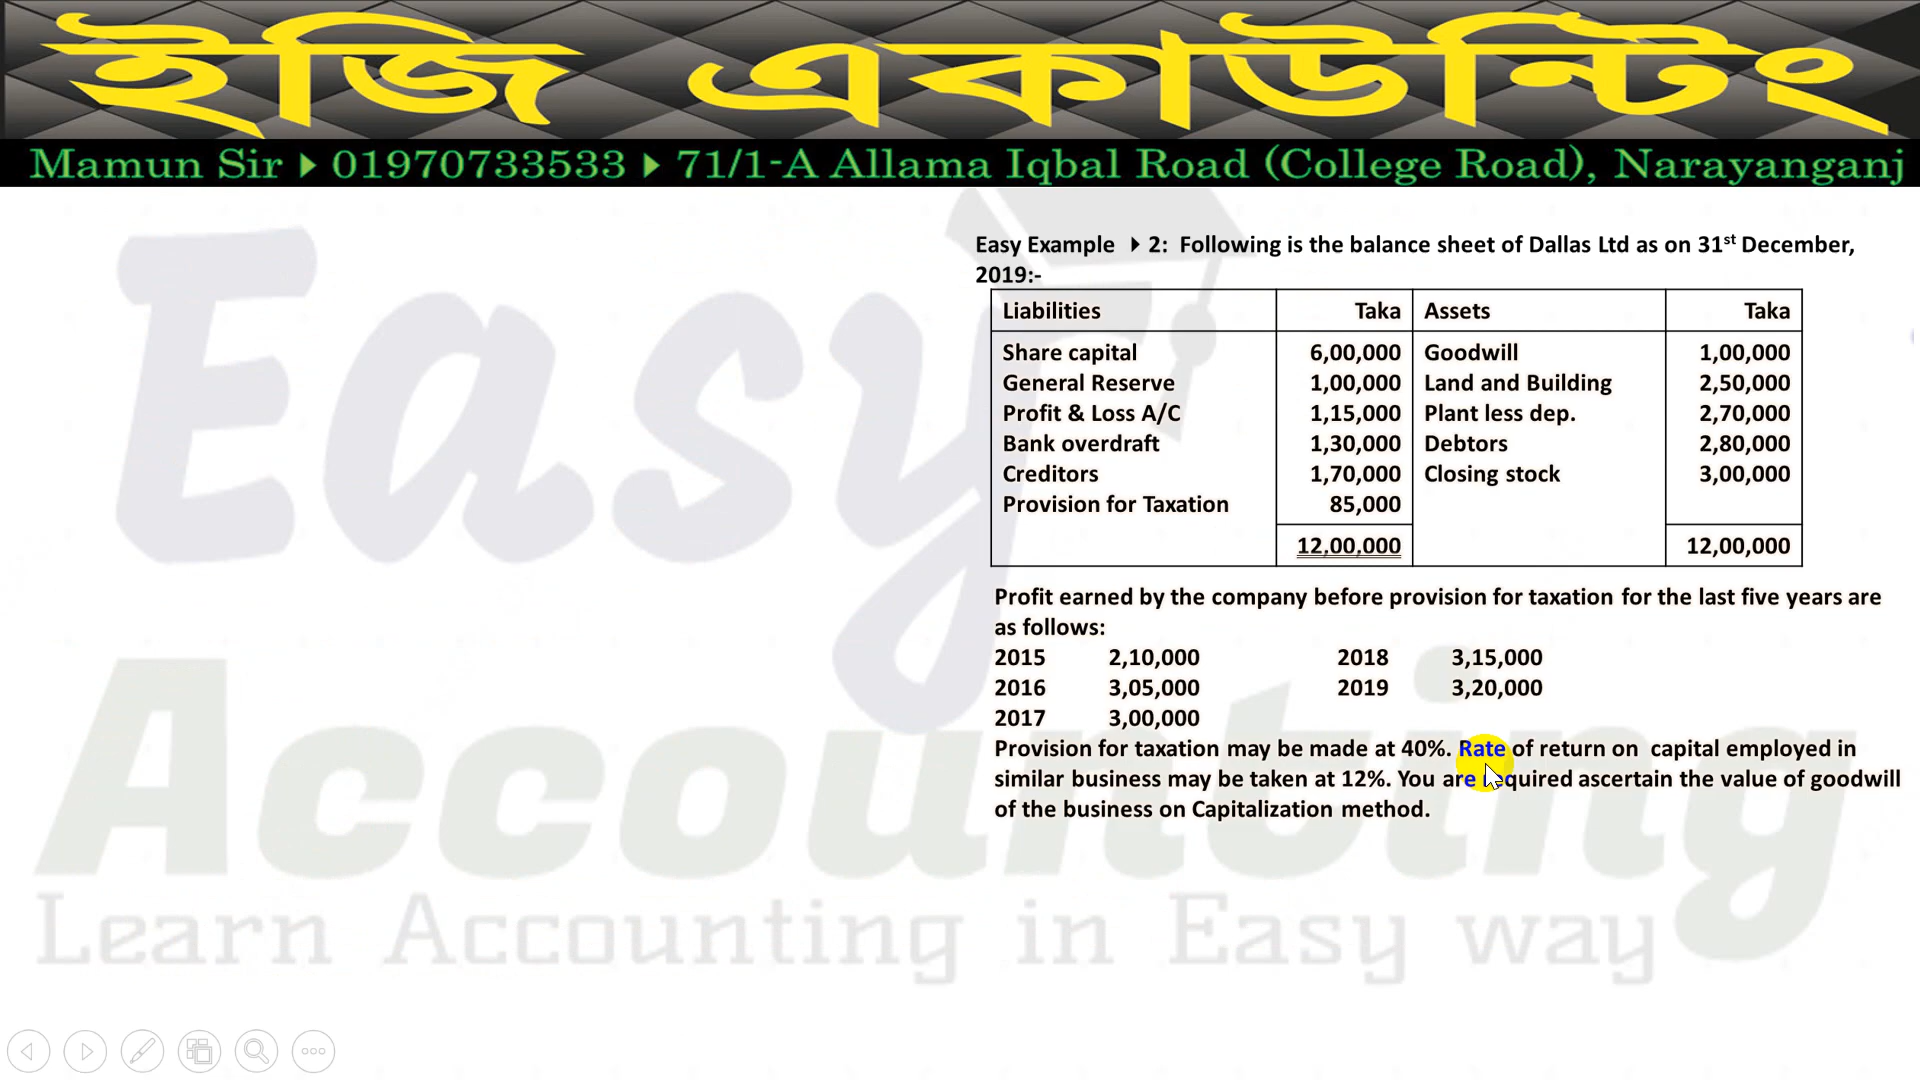 ইজি একাউন্টিং
Mamun Sir ▶ 01970733533 ▶ 71/1-A Allama Iqbal Road (College Road), Narayanganj
Easy Example ▶ 2: Following is the balance sheet of Dallas Ltd as on 31st December,
2019:-
Liabilities Taka Assets Taka
Share capital 6,00,000 Goodwill 1,00,000
General Reserve 1,00,000 Land and Building 2,50,000
Profit & Loss A/C 1,15,000 Plant less dep. 2,70,000
Bank overdraft 1,30,000 Debtors 2,80,000
Creditors 1,70,000 Closing stock 3,00,000
Provision for Taxation 85,000
12,00,000 12,00,000
Profit earned by the company before provision for taxation for the last five years are
as follows:
2015 2,10,000 2018 3,15,000
2016 3,05,000 2019 3,20,000
2017 3,00,000
Provision for taxation may be made at 40%. Rate of return on capital employed in
similar business may be taken at 12%. You are required ascertain the value of goodwill
of the business on Capitalization method.
Easy
Accounting
Learn Accounting in Easy way